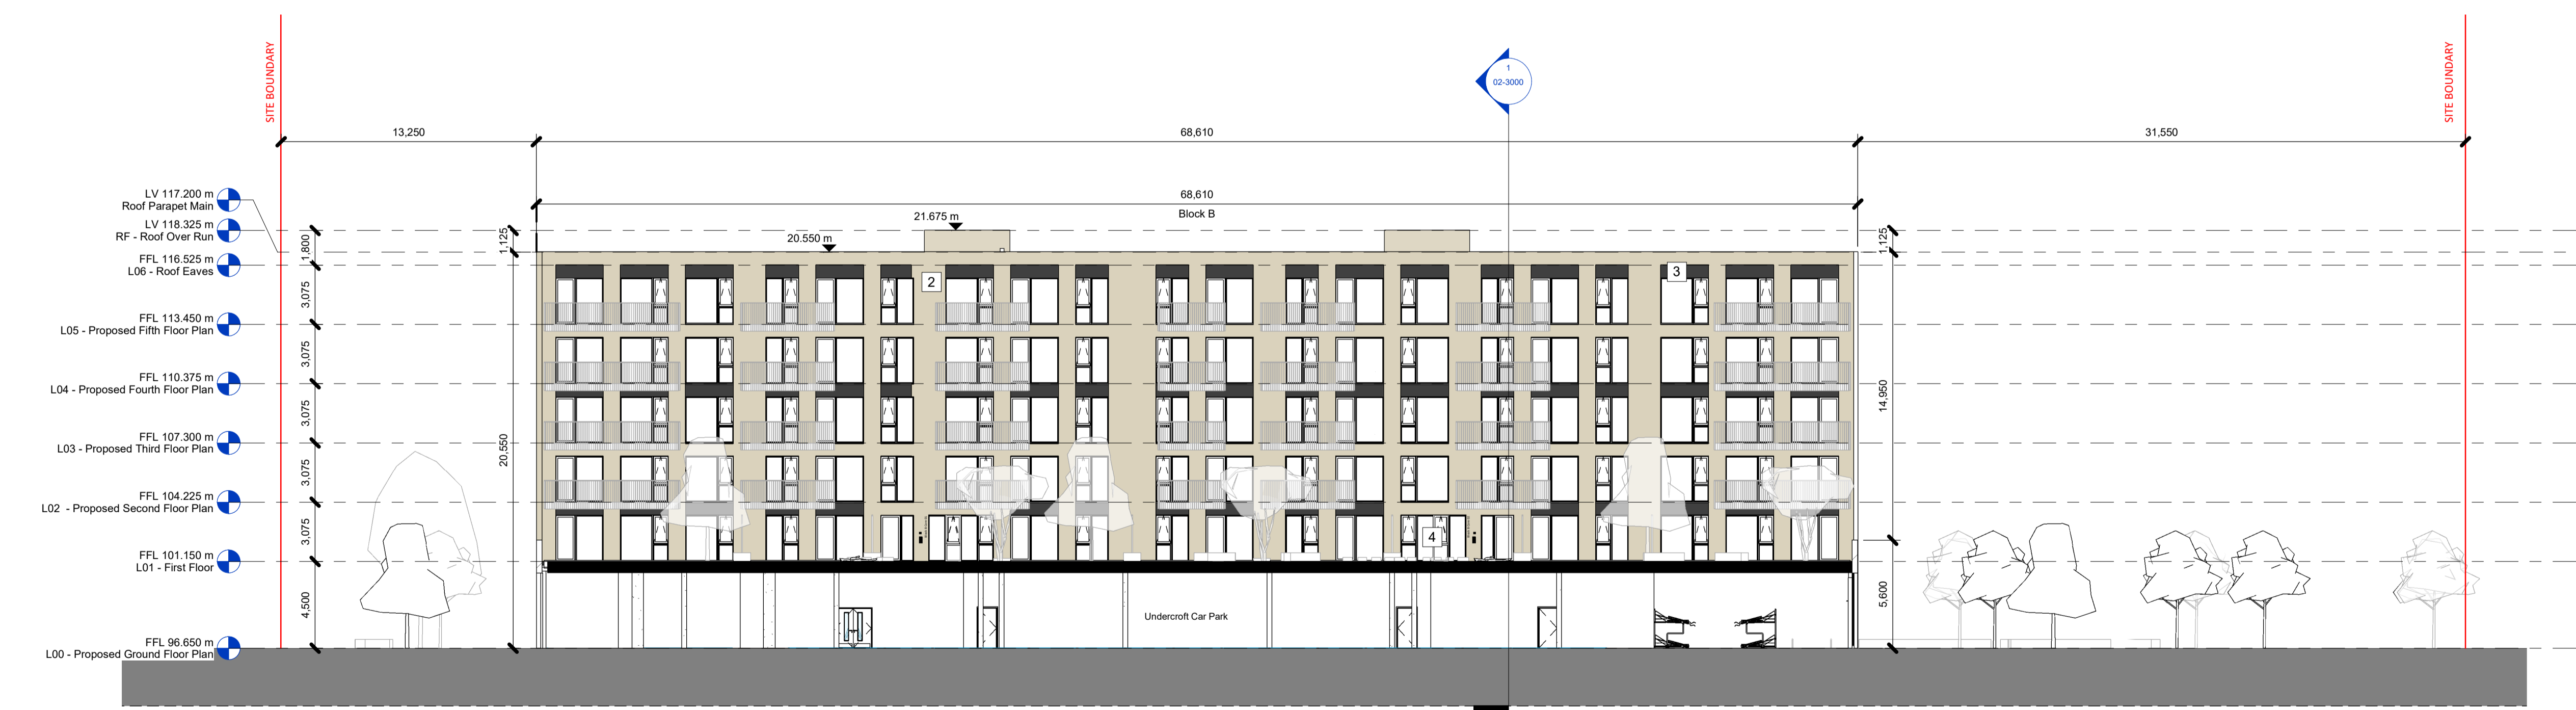 SITE BOUNDARY
SITE BOUNDARY
1
02-3000
13,250
68,610
31,550
68,610
Block B
LV 117.200 m
Roof Parapet Main
LV 118.325 m
RF - Roof Over Run
FFL 116.525 m
L06 - Roof Eaves
FFL 113.450 m
L05 - Proposed Fifth Floor Plan
FFL 110.375 m
L04 - Proposed Fourth Floor Plan
FFL 107.300 m
L03 - Proposed Third Floor Plan
FFL 104.225 m
L02 - Proposed Second Floor Plan
FFL 101.150 m
L01 - First Floor
FFL 96.650 m
L00 - Proposed Ground Floor Plan
1,800
3,075
3,075
3,075
3,075
3,075
4,500
1,125
20,550
21.675 m
20.550 m
2
3
4
Undercroft Car Park
1,125
14,950
5,600